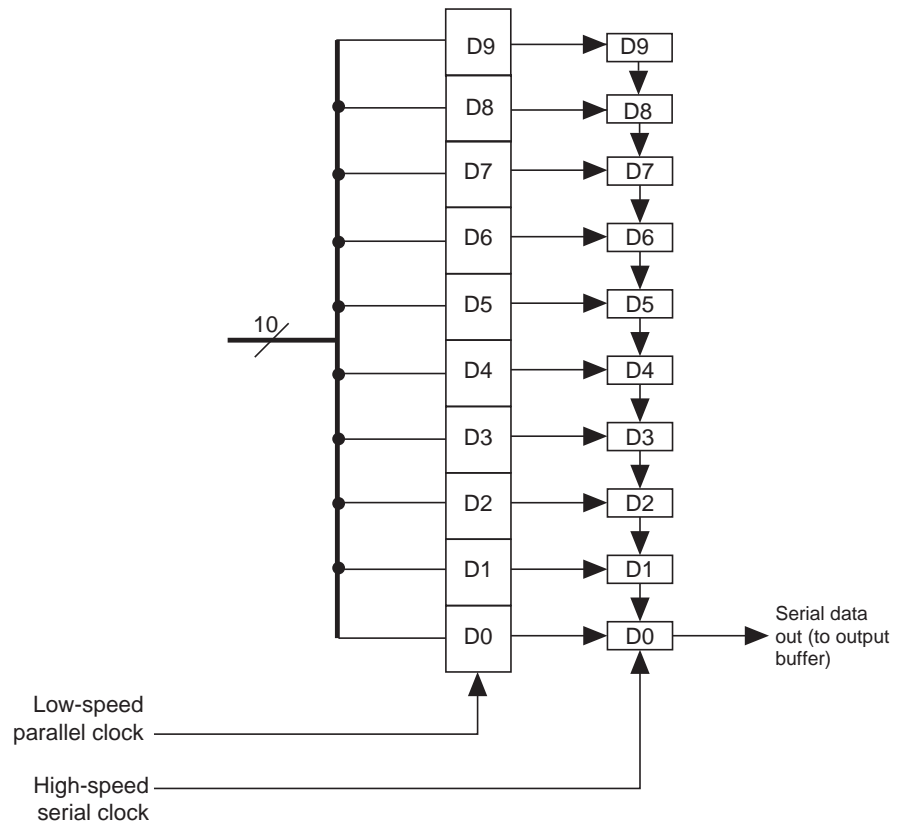 D9 D9
D8 D8
D7 D7
D6 D6
D5 D5
10
D4 D4
D3 D3
D2 D2
D1 D1
D0 D0
Serial data
out (to output
buffer)
Low-speed
parallel clock
High-speed
serial clock